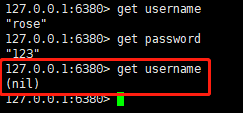 127.0.0.1:6380> get username
"rose"
127.0.0.1:6380> get password
"123"
127.0.0.1:6380> get username
(nil)
127.0.0.1:6380>